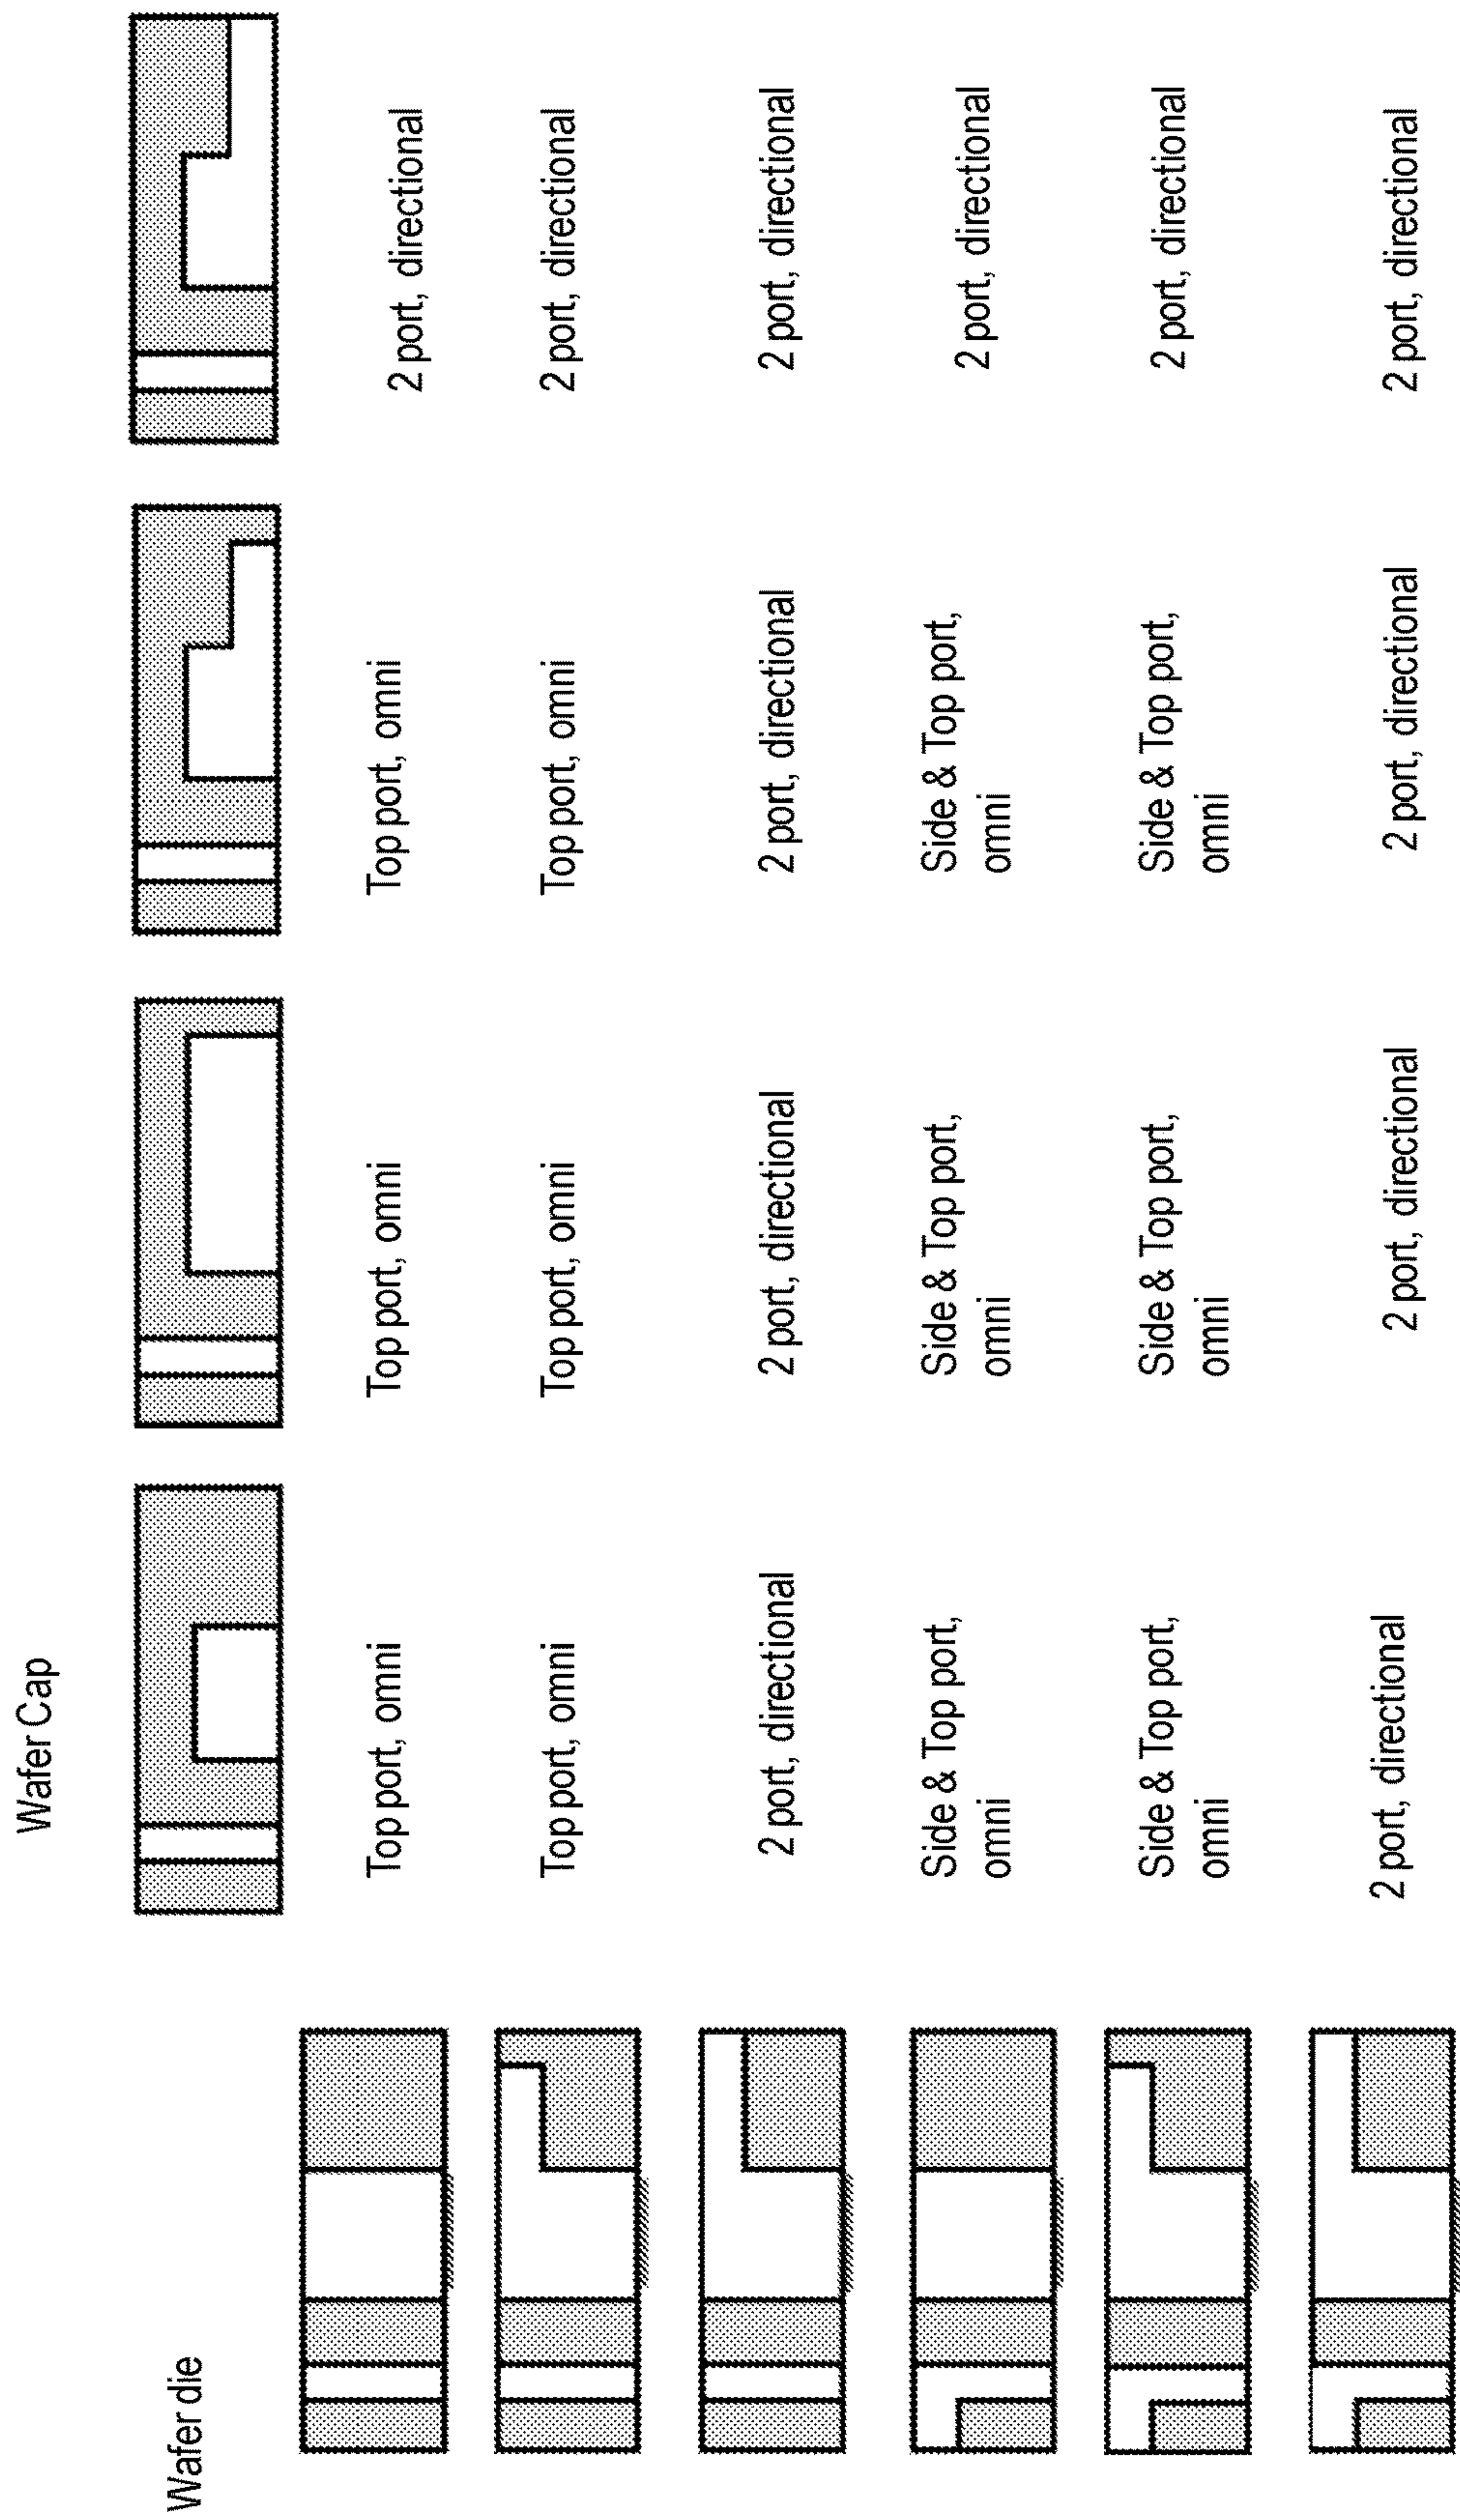 Wafer Cap
Wafer die
Top port, omni
Top port, omni
Top port, omni
2 port, directional
Top port, omni
Top port, omni
Top port, omni
2 port, directional
2 port, directional
2 port, directional
2 port, directional
2 port, directional
Side & Top port,
omni
Side & Top port,
omni
Side & Top port,
omni
2 port, directional
Side & Top port,
omni
Side & Top port,
omni
Side & Top port,
omni
2 port, directional
2 port, directional
2 port, directional
2 port, directional
2 port, directional